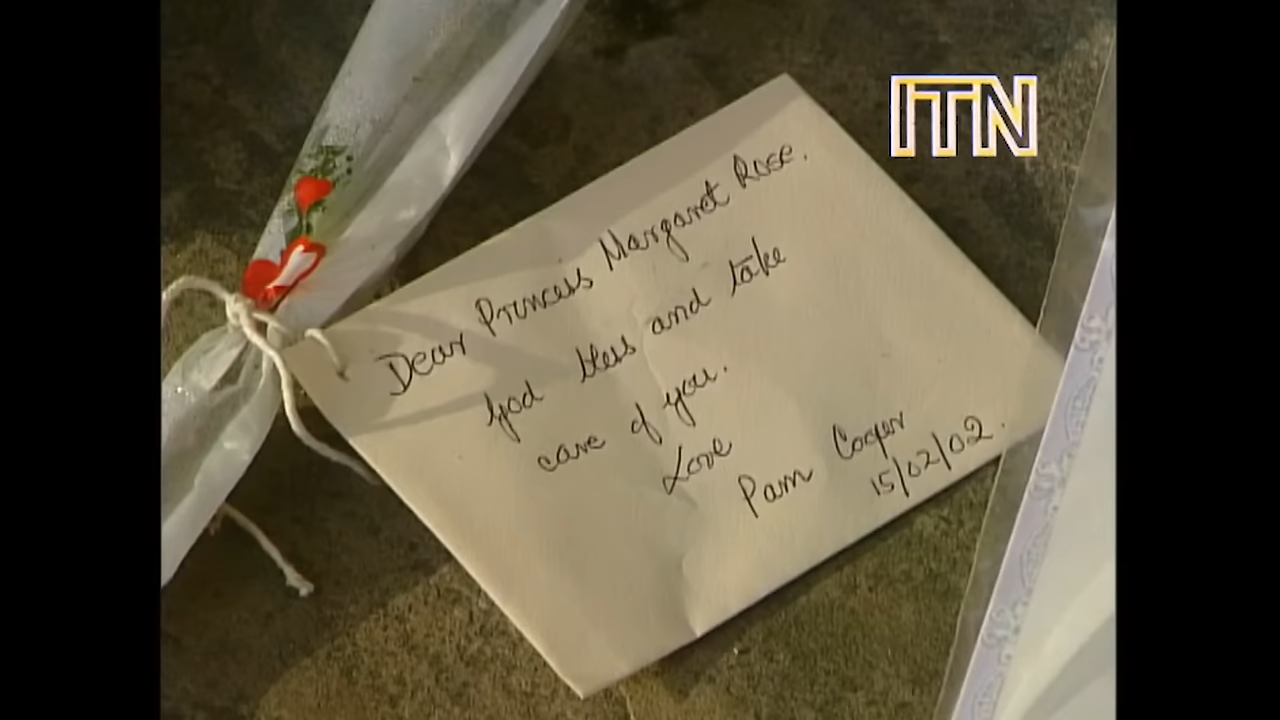 ITN
Dear Princess Margaret Rose.
God bless and take
care of you.
Love
Pam Cooper
15/02/02.